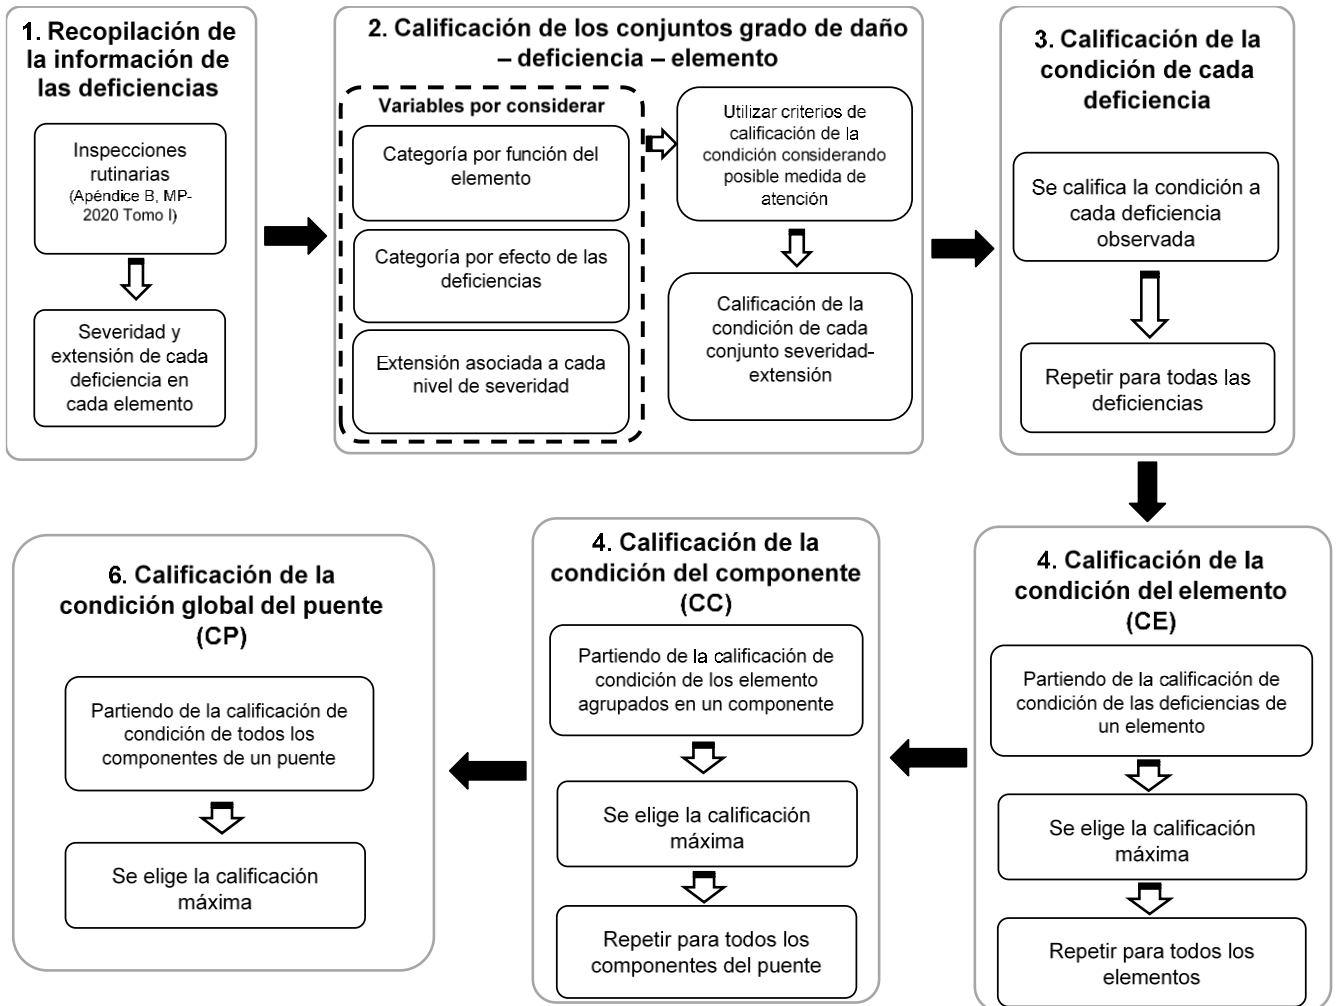 1. Recopilación de
la información de
las deficiencias
Inspecciones
rutinarias
(Apéndice B, MP-
2020 Tomo I)
Severidad y
extensión de cada
deficiencia en
cada elemento
2. Calificación de los conjuntos grado de daño
– deficiencia – elemento
Variables por considerar
Categoría por función del
elemento
Categoría por efecto de las
deficiencias
Extensión asociada a cada
nivel de severidad
Utilizar criterios de
calificación de la
condición considerando
posible medida de
atención
Calificación de la
condición de cada
conjunto severidad-
extensión
3. Calificación de la
condición de cada
deficiencia
Se califica la condición a
cada deficiencia
observada
Repetir para todas las
deficiencias
4. Calificación de la
condición del elemento
(CE)
Partiendo de la calificación de
condición de las deficiencias de
un elemento
Se elige la calificación
máxima
Repetir para todos los
elementos
4. Calificación de la
condición del componente
(CC)
Partiendo de la calificación de
condición de los elemento
agrupados en un componente
Se elige la calificación
máxima
Repetir para todos los
componentes del puente
6. Calificación de la
condición global del puente
(CP)
Partiendo de la calificación de
condición de todos los
componentes de un puente
Se elige la calificación
máxima